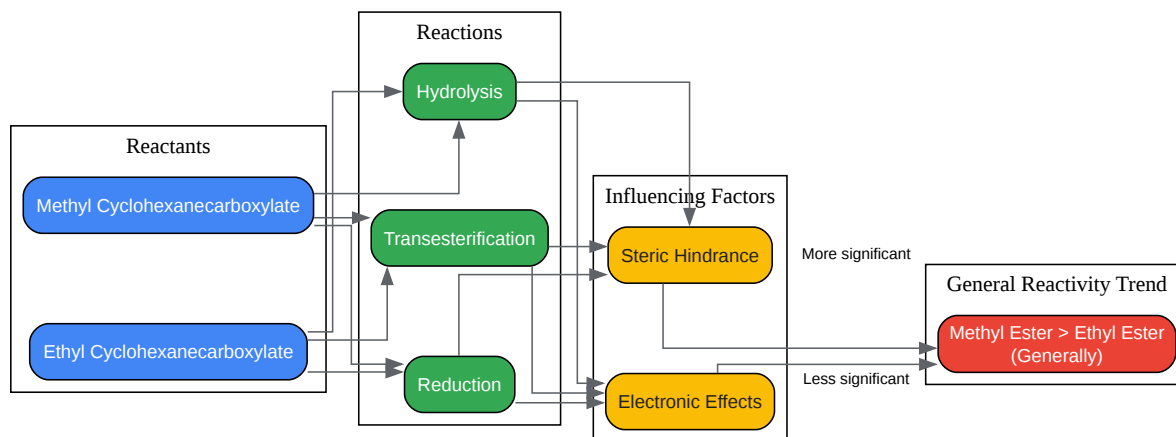 Reactions
Hydrolysis
Reactants
Methyl Cyclohexanecarboxylate
Influencing Factors
Transesterification
Steric Hindrance
More significant
General Reactivity Trend
Methyl Ester > Ethyl Ester
(Generally)
Ethyl Cyclohexanecarboxylate
Reduction
Less significant
Electronic Effects